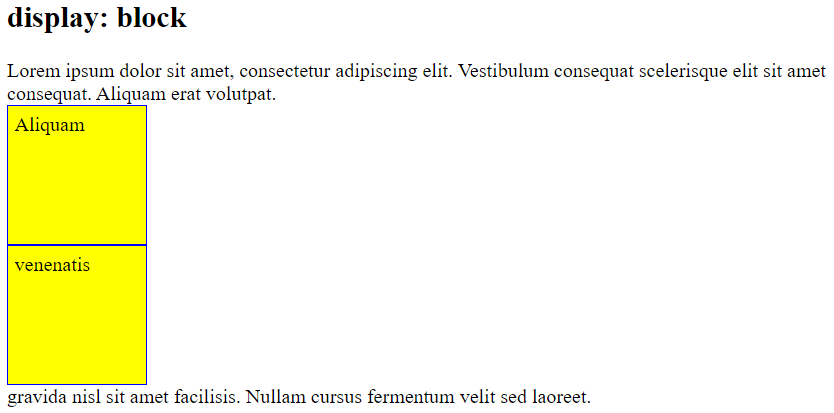 display: block
Lorem ipsum dolor sit amet, consectetur adipiscing elit. Vestibulum consequat scelerisque elit sit amet
consequat. Aliquam erat volutpat.
Aliquam
venenatis
gravida nisl sit amet facilisis. Nullam cursus fermentum velit sed laoreet.